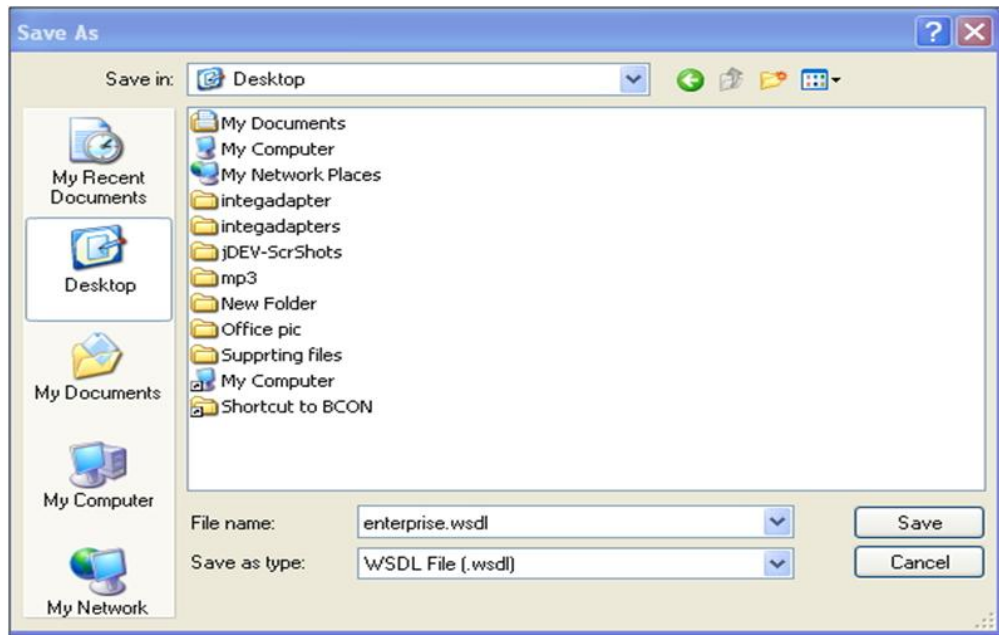 Save As
Save in:
Desktop
My Recent
Documents
Desktop
My Documents
My Computer
My Network
My Documents
My Computer
My Network Places
integadapter
integadapters
jDEV-ScrShots
mp3
New Folder
Office pic
Supprting files
My Computer
Shortcut to BCON
File name:
enterprise.wsdl
Save
Save as type:
WSDL File (.wsdl)
Cancel